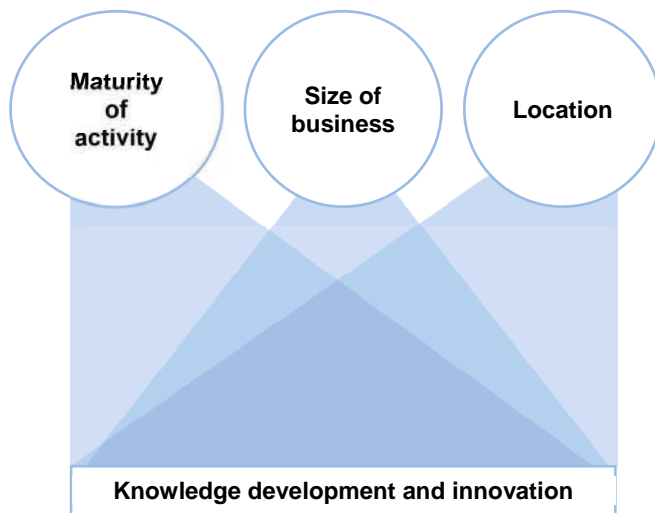 Maturity
of
activity
Size of
business
Location
Knowledge development and innovation